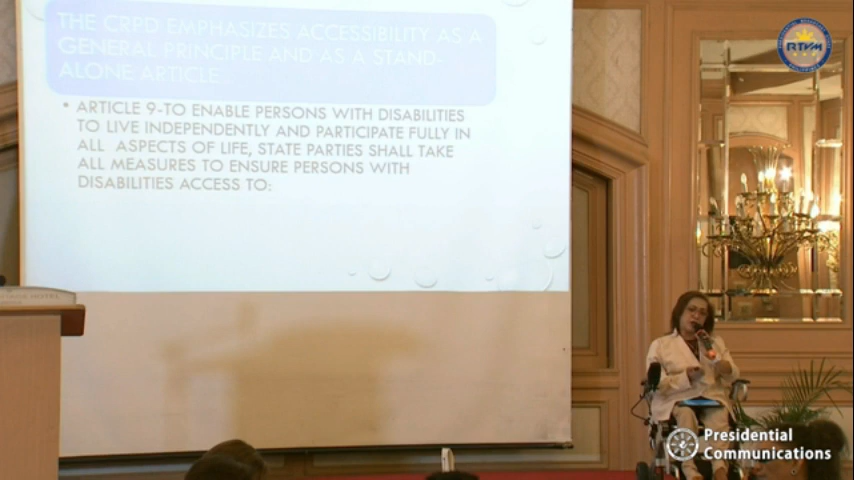 THE CRPD EMPHASIZES ACCESSIBILITY AS A
GENERAL PRINCIPLE AND AS A STAND-
ALONE ARTICLE
• ARTICLE 9-TO ENABLE PERSONS WITH DISABILITIES
TO LIVE INDEPENDENTLY AND PARTICIPATE FULLY IN
ALL ASPECTS OF LIFE, STATE PARTIES SHALL TAKE
ALL MEASURES TO ENSURE PERSONS WITH
DISABILITIES ACCESS TO:
RTVM
HOTEL
Presidential
Communications